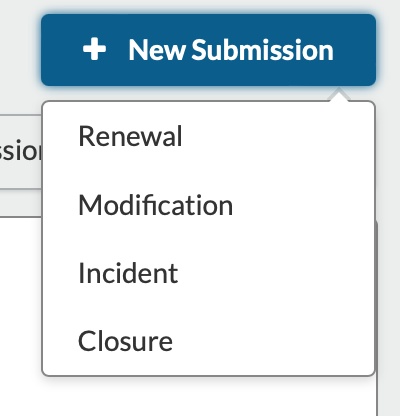 New Submission
Renewal
Modification
Incident
Closure